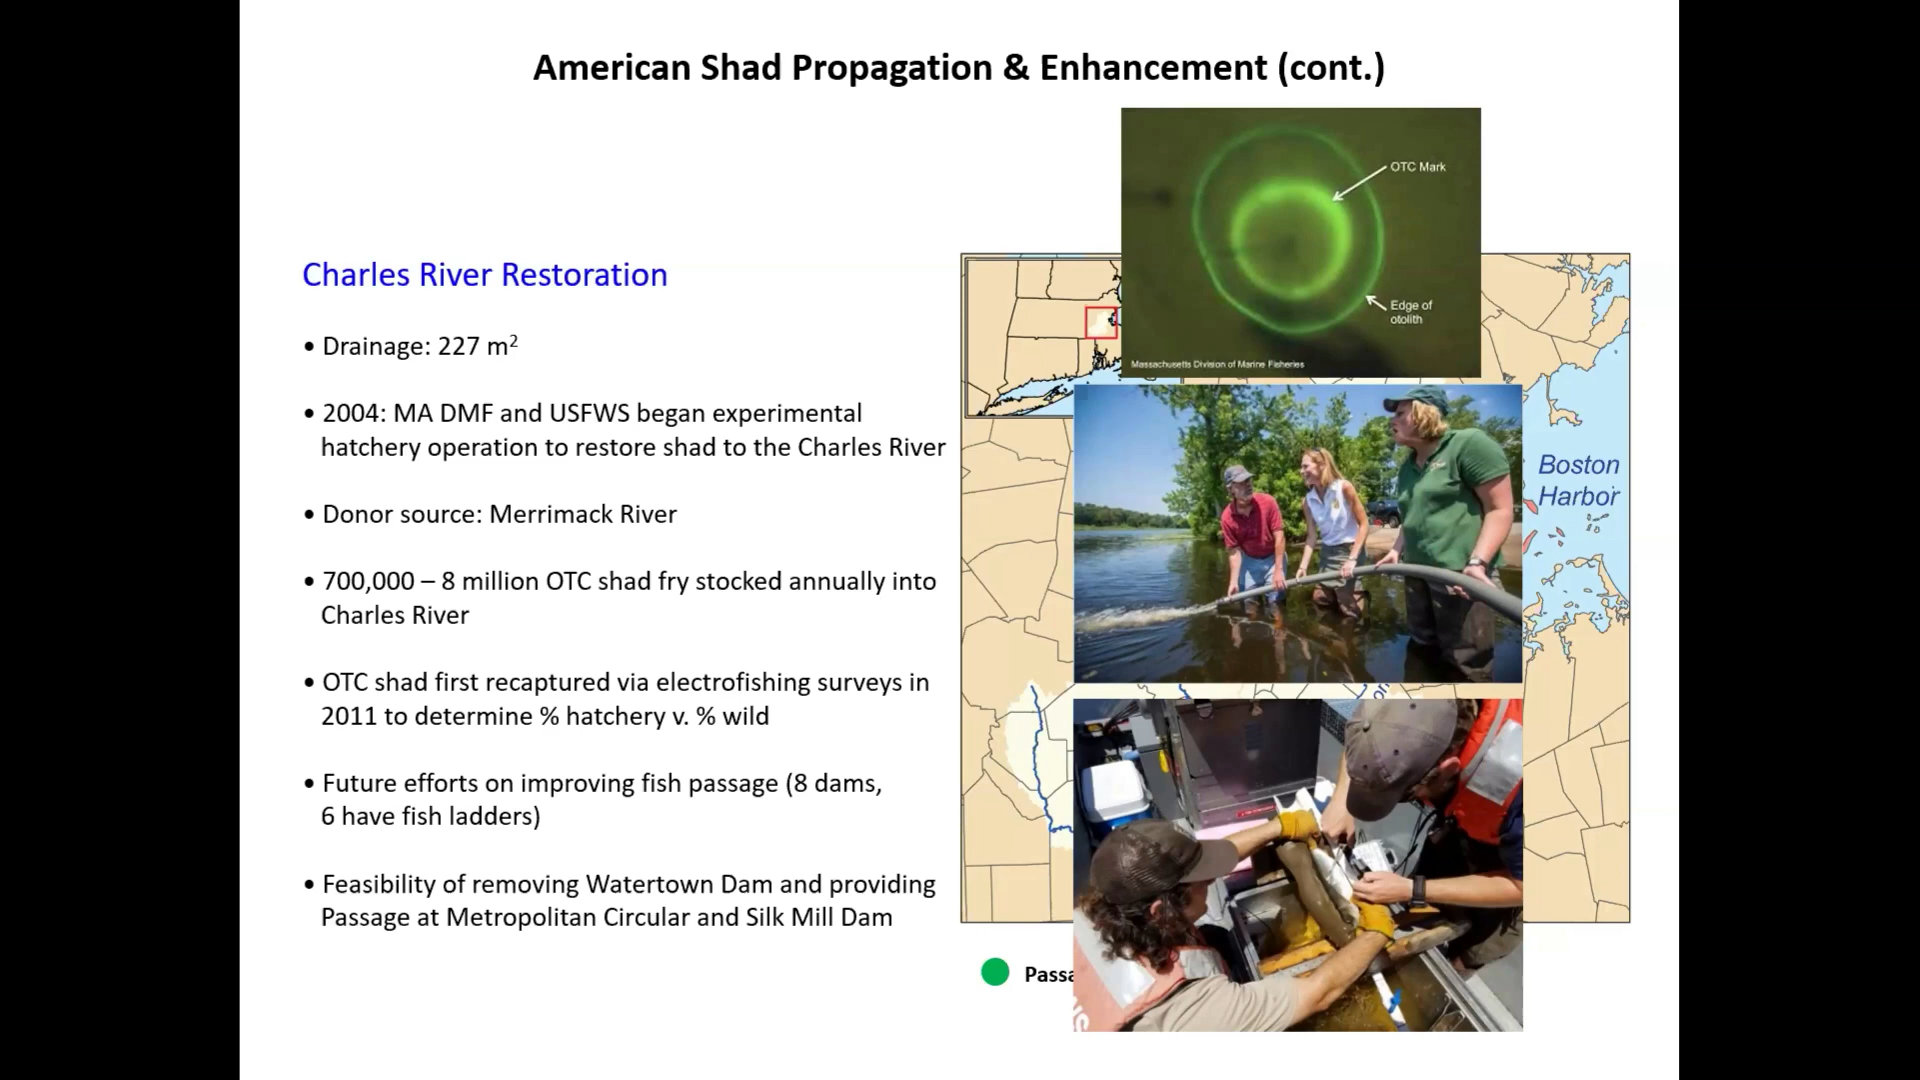 American Shad Propagation & Enhancement (cont.)
OTC Mark
Edge of
otolith
Massachusetts Division of Marine Fisheries
Charles River Restoration
• Drainage: 227 m²
• 2004: MA DMF and USFWS began experimental
hatchery operation to restore shad to the Charles River
• Donor source: Merrimack River
• 700,000 – 8 million OTC shad fry stocked annually into
Charles River
• OTC shad first recaptured via electrofishing surveys in
2011 to determine % hatchery v. % wild
• Future efforts on improving fish passage (8 dams,
6 have fish ladders)
• Feasibility of removing Watertown Dam and providing
Passage at Metropolitan Circular and Silk Mill Dam
Boston
Harbor